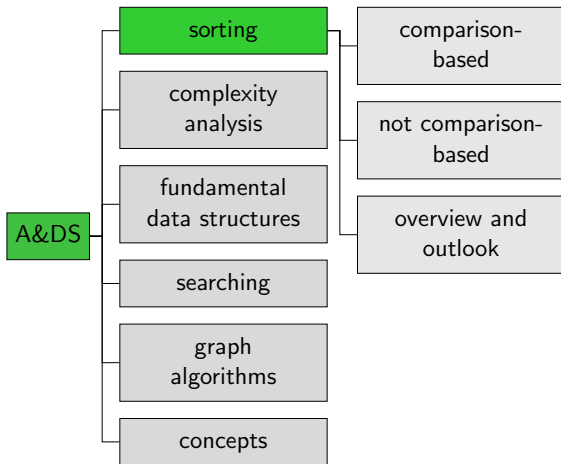 A&DS
sorting
complexity
analysis
fundamental
data structures
searching
graph
algorithms
concepts
comparison-
based
not comparison-
based
overview and
outlook